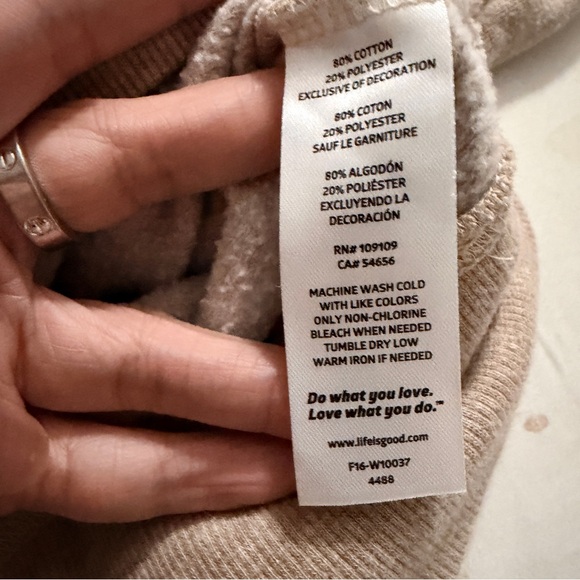 80% COTTON
20% POLYESTER
EXCLUSIVE OF DECORATION
80% COTON
20% POLYESTER
SAUF LE GARNITURE
80% ALGODÓN
20% POLIÉSTER
EXCLUYENDO LA
DECORACIÓN
RN# 109109
CA# 54656
MACHINE WASH COLD
WITH LIKE COLORS
ONLY NON-CHLORINE
BLEACH WHEN NEEDED
TUMBLE DRY LOW
WARM IRON IF NEEDED
Do what you love.
Love what you do.™
www.lifeisgood.com
F16-W10037
4488